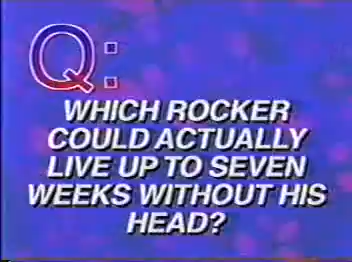 Q:
WHICH ROCKER
COULD ACTUALLY
LIVE UP TO SEVEN
WEEKS WITHOUT HIS
HEAD?